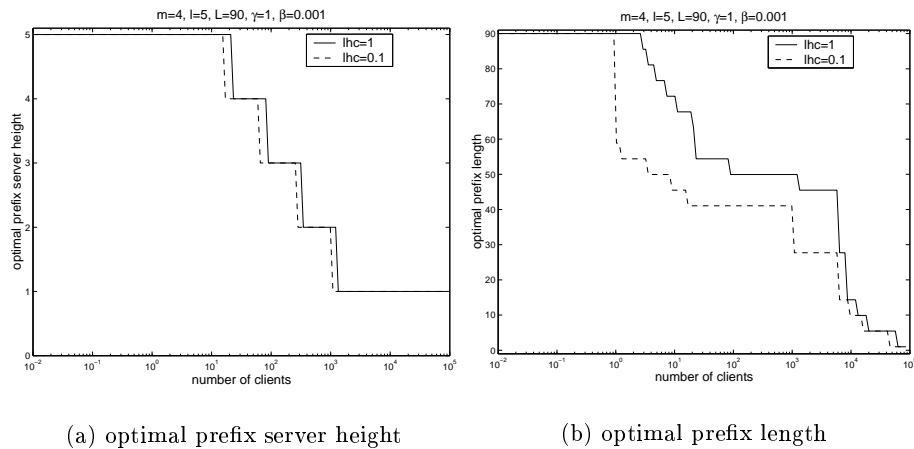 m=4, l=5, L=90, γ=1, β=0.001
lhc=1
lhc=0.1
optimal prefix server height
5
4
3
2
1
0
10^-2
10^-1
10^0
10^1
10^2
10^3
10^4
10^5
number of clients
(a) optimal prefix server height
m=4, l=5, L=90, γ=1, β=0.001
lhc=1
lhc=0.1
optimal prefix length
90
80
70
60
50
40
30
20
10
0
10^-2
10^-1
10^0
10^1
10^2
10^3
10^4
10^5
number of clients
(b) optimal prefix length